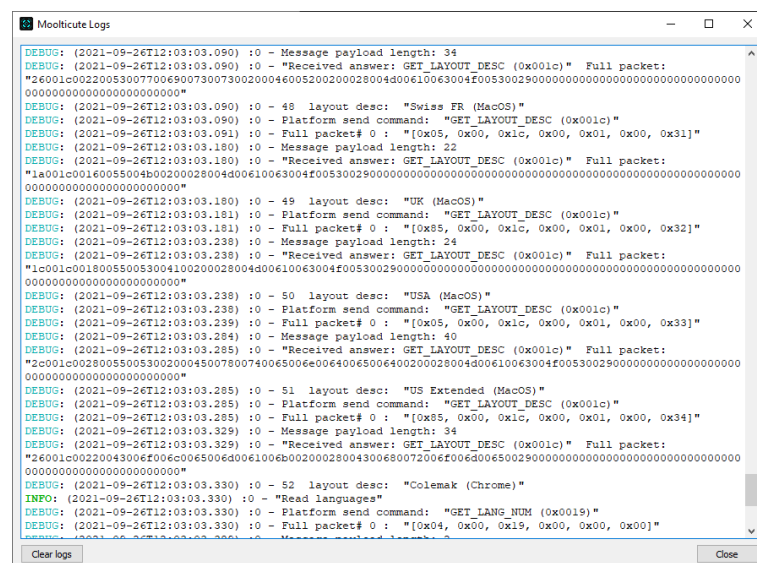 Moolticute Logs
DEBUG: (2021-09-26T12:03:03.090) :0 - Message payload length: 34
DEBUG: (2021-09-26T12:03:03.090) :0 - "Received answer: GET_LAYOUT_DESC (0x001c)"  Full packet:
"26001c00220053007700690073007300200046005200200028004d00610063004f005300290000000000000000000000000000
0000000000000000000000000"
DEBUG: (2021-09-26T12:03:03.090) :0 - 48  layout desc:  "Swiss FR (MacOS)"
DEBUG: (2021-09-26T12:03:03.090) :0 - Platform send command:  "GET_LAYOUT_DESC (0x001c)"
DEBUG: (2021-09-26T12:03:03.091) :0 - Full packet# 0 :  "[0x05, 0x00, 0x1c, 0x00, 0x01, 0x00, 0x31]"
DEBUG: (2021-09-26T12:03:03.180) :0 - Message payload length: 22
DEBUG: (2021-09-26T12:03:03.180) :0 - "Received answer: GET_LAYOUT_DESC (0x001c)"  Full packet:
"1a001c00160055004b00200028004d00610063004f005300290000000000000000000000000000000000000000000000000000
0000000000000000000000000"
DEBUG: (2021-09-26T12:03:03.180) :0 - 49  layout desc:  "UK (MacOS)"
DEBUG: (2021-09-26T12:03:03.181) :0 - Platform send command:  "GET_LAYOUT_DESC (0x001c)"
DEBUG: (2021-09-26T12:03:03.181) :0 - Full packet# 0 :  "[0x85, 0x00, 0x1c, 0x00, 0x01, 0x00, 0x32]"
DEBUG: (2021-09-26T12:03:03.238) :0 - Message payload length: 24
DEBUG: (2021-09-26T12:03:03.238) :0 - "Received answer: GET_LAYOUT_DESC (0x001c)"  Full packet:
"1c001c001800550053004100200028004d00610063004f00530029000000000000000000000000000000000000000000000000
0000000000000000000000000"
DEBUG: (2021-09-26T12:03:03.238) :0 - 50  layout desc:  "USA (MacOS)"
DEBUG: (2021-09-26T12:03:03.238) :0 - Platform send command:  "GET_LAYOUT_DESC (0x001c)"
DEBUG: (2021-09-26T12:03:03.239) :0 - Full packet# 0 :  "[0x05, 0x00, 0x1c, 0x00, 0x01, 0x00, 0x33]"
DEBUG: (2021-09-26T12:03:03.284) :0 - Message payload length: 40
DEBUG: (2021-09-26T12:03:03.285) :0 - "Received answer: GET_LAYOUT_DESC (0x001c)"  Full packet:
"2c001c00280055005300200045007800740065006e00640065006400200028004d00610063004f005300290000000000000000
0000000000000000000000000"
DEBUG: (2021-09-26T12:03:03.285) :0 - 51  layout desc:  "US Extended (MacOS)"
DEBUG: (2021-09-26T12:03:03.285) :0 - Platform send command:  "GET_LAYOUT_DESC (0x001c)"
DEBUG: (2021-09-26T12:03:03.285) :0 - Full packet# 0 :  "[0x85, 0x00, 0x1c, 0x00, 0x01, 0x00, 0x34]"
DEBUG: (2021-09-26T12:03:03.329) :0 - Message payload length: 34
DEBUG: (2021-09-26T12:03:03.329) :0 - "Received answer: GET_LAYOUT_DESC (0x001c)"  Full packet:
"26001c00220043006f006c0065006d0061006b00200028004300680072006f006d006500290000000000000000000000000000
0000000000000000000000000"
DEBUG: (2021-09-26T12:03:03.330) :0 - 52  layout desc:  "Colemak (Chrome)"
INFO: (2021-09-26T12:03:03.330) :0 - "Read languages"
DEBUG: (2021-09-26T12:03:03.330) :0 - Platform send command:  "GET_LANG_NUM (0x0019)"
DEBUG: (2021-09-26T12:03:03.330) :0 - Full packet# 0 :  "[0x04, 0x00, 0x19, 0x00, 0x00, 0x00]"
Clear logs
Close